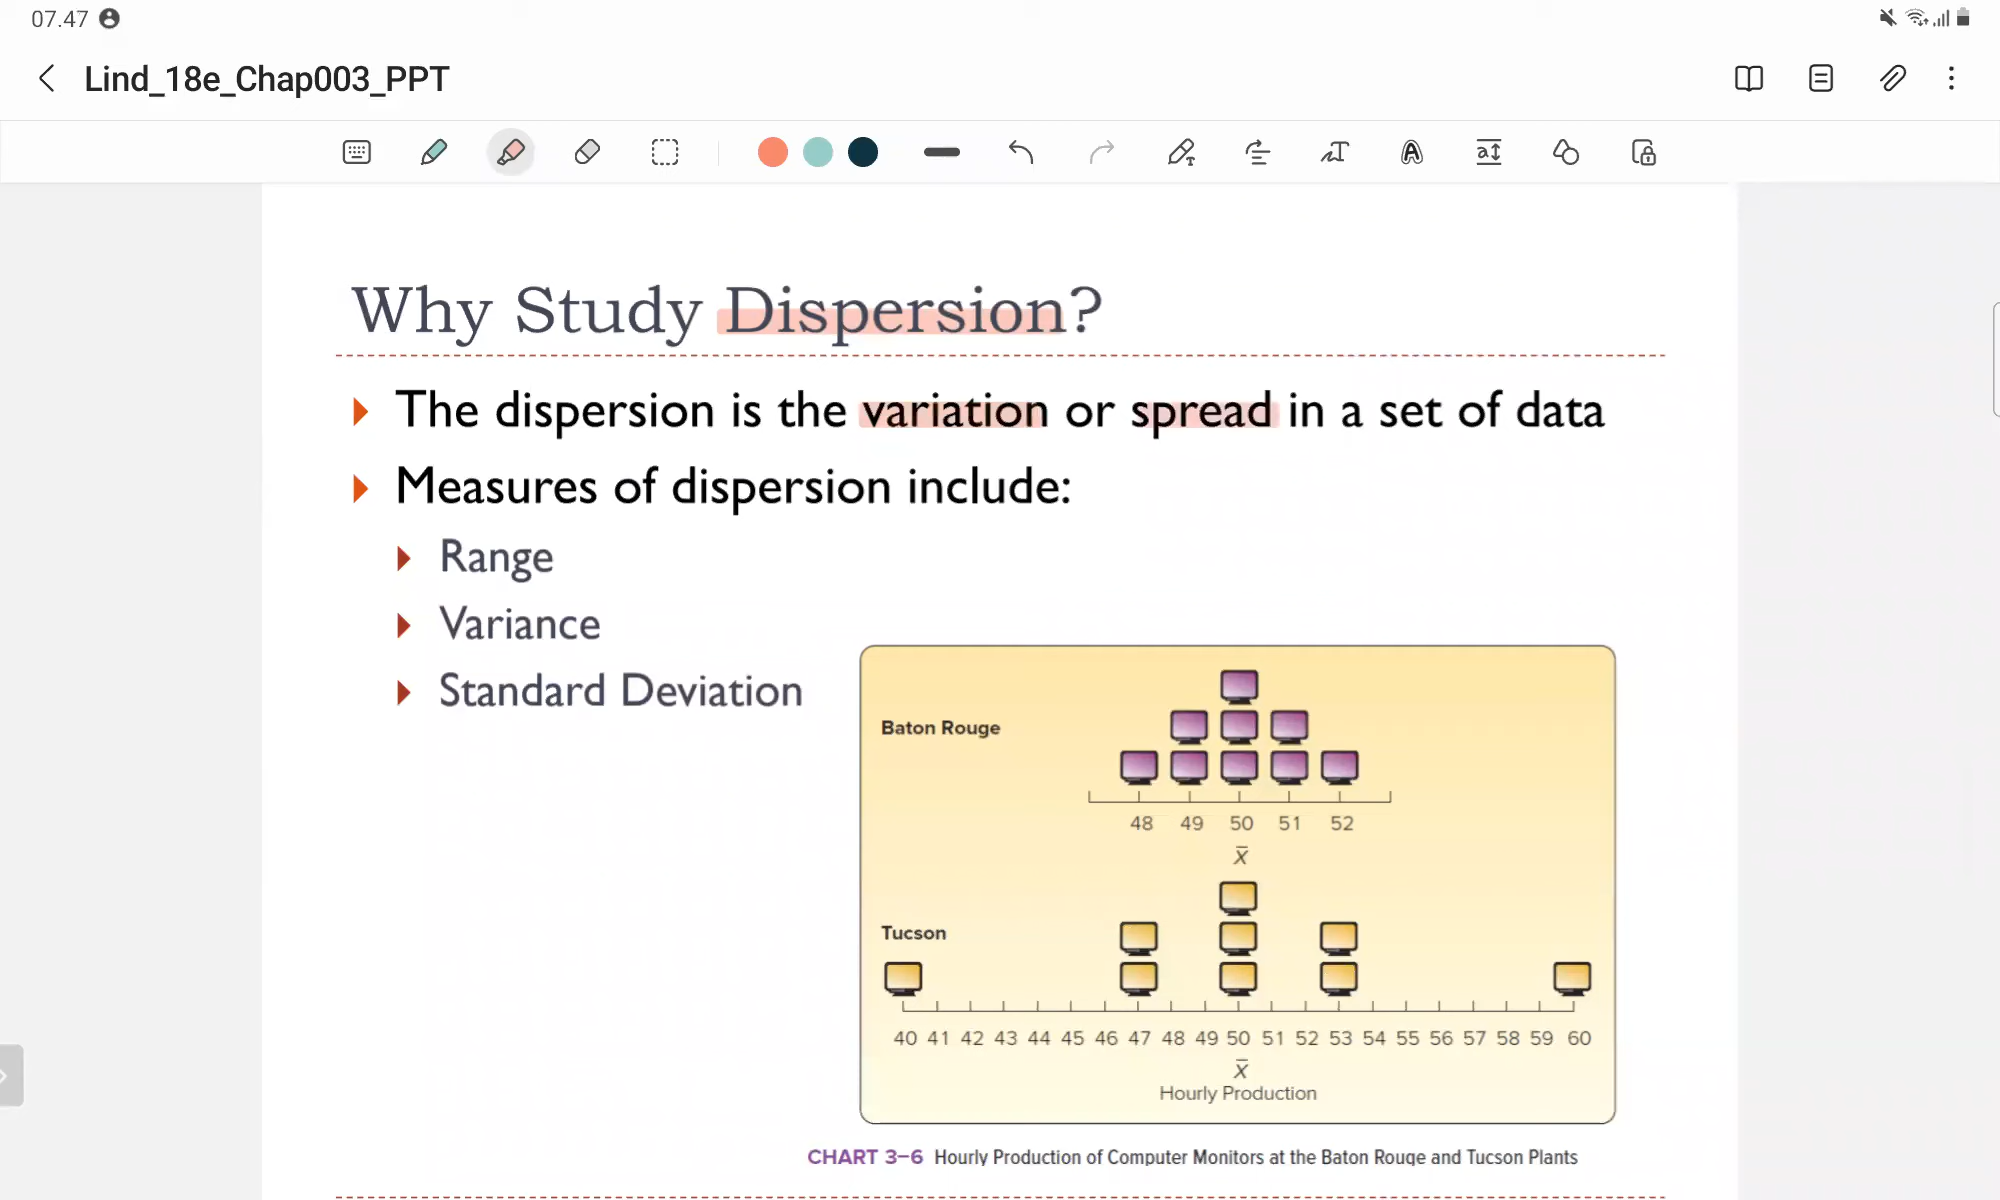 07.47
Lind_18e_Chap003_PPT
Why Study Dispersion?
The dispersion is the variation or spread in a set of data
Measures of dispersion include:
Range
Variance
Standard Deviation
Baton Rouge
48 49 50 51 52
x̄
Tucson
40 41 42 43 44 45 46 47 48 49 50 51 52 53 54 55 56 57 58 59 60
x̄
Hourly Production
CHART 3–6 Hourly Production of Computer Monitors at the Baton Rouge and Tucson Plants